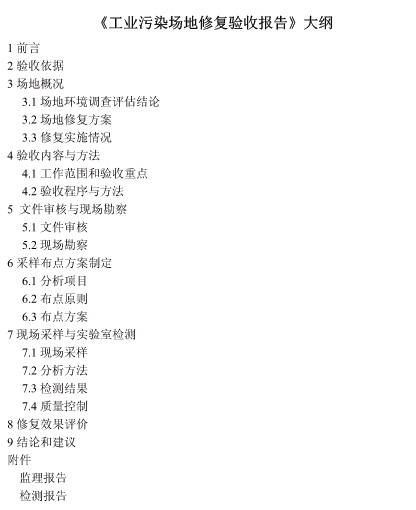 《工业污染场地修复验收报告》大纲
1 前言
2 验收依据
3 场地概况
3.1 场地环境调查评估结论
3.2 场地修复方案
3.3 修复实施情况
4 验收内容与方法
4.1 工作范围和验收重点
4.2 验收程序与方法
5 文件审核与现场勘察
5.1 文件审核
5.2 现场勘察
6 采样布点方案制定
6.1 分析项目
6.2 布点原则
6.3 布点方案
7 现场采样与实验室检测
7.1 现场采样
7.2 分析方法
7.3 检测结果
7.4 质量控制
8 修复效果评价
9 结论和建议
附件
监理报告
检测报告